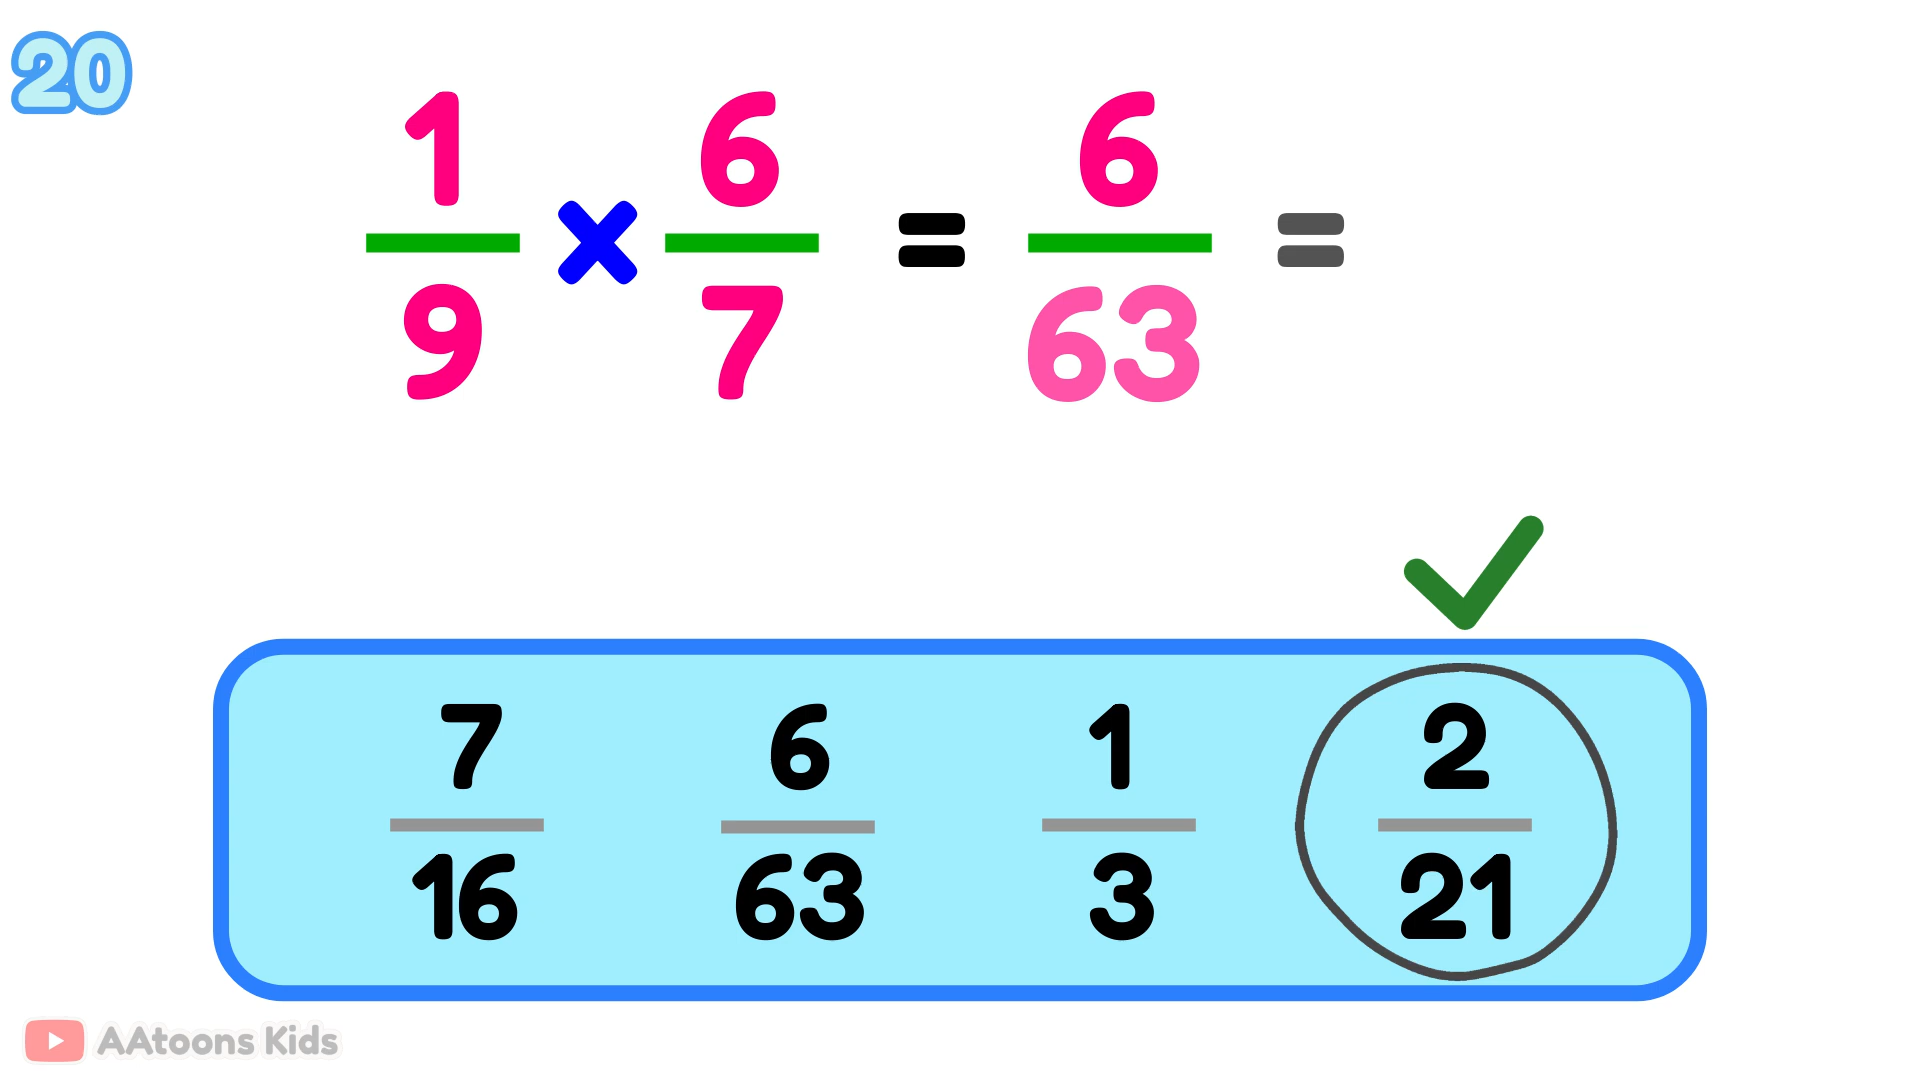 20
1/9 × 6/7 = 6/63 =
7/16 6/63 1/3 2/21
AAtoons Kids